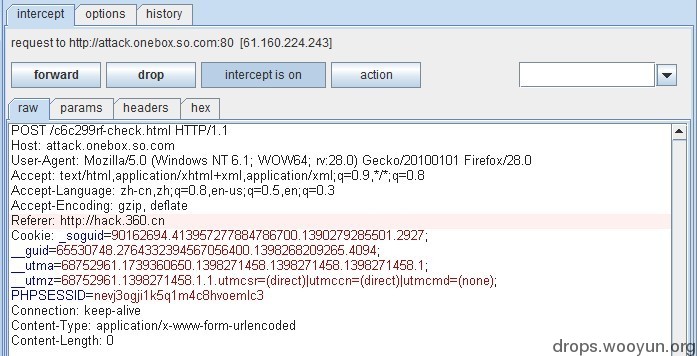 intercept options history
request to http://attack.onebox.so.com:80 [61.160.224.243]
forward drop intercept is on action
raw params headers hex
POST /c6c299rf-check.html HTTP/1.1
Host: attack.onebox.so.com
User-Agent: Mozilla/5.0 (Windows NT 6.1; WOW64; rv:28.0) Gecko/20100101 Firefox/28.0
Accept: text/html,application/xhtml+xml,application/xml;q=0.9,*/*;q=0.8
Accept-Language: zh-cn,zh;q=0.8,en-us;q=0.5,en;q=0.3
Accept-Encoding: gzip, deflate
Referer: http://hack.360.cn
Cookie: _soguid=90162694.413957277884786700.1390279285501.2927;
__guid=65530748.2764332394567056400.1398268209265.4094;
__utma=68752961.1739360650.1398271458.1398271458.1398271458.1;
__utmz=68752961.1398271458.1.1.utmcsr=(direct)|utmccn=(direct)|utmcmd=(none);
PHPSESSID=nevj3ogji1k5q1m4c8hvoemlc3
Connection: keep-alive
Content-Type: application/x-www-form-urlencoded
Content-Length: 0
drops.wooyun.org